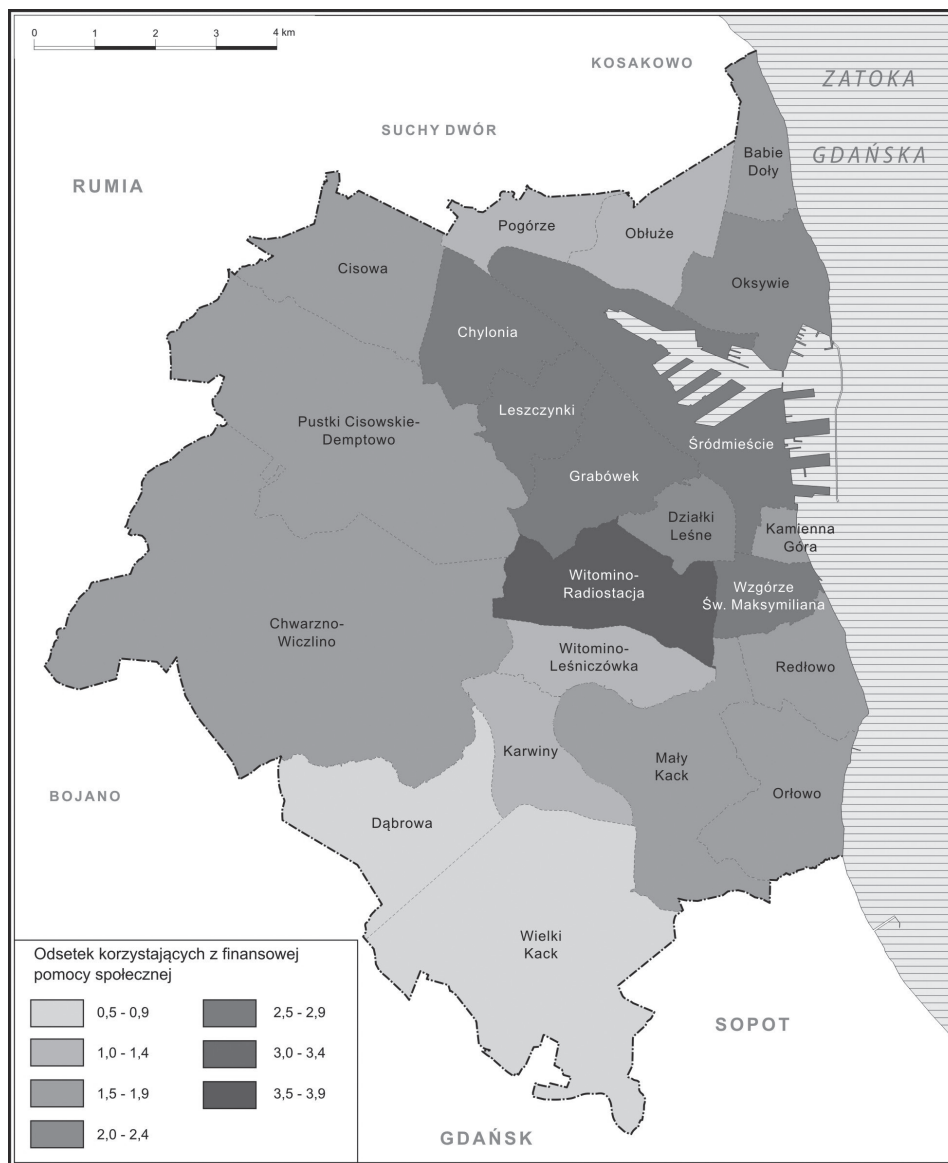 0 1 2 3 4 km
KOSAKOWO
ZATOKA
GDAŃSKA
SUCHY DWÓR
RUMIA
Babie
Doły
Pogórze
Obłuże
Cisowa
Oksywie
Chylonia
Leszczynki
Pustki Cisowskie-
Demptowo
Śródmieście
Grabówek
Działki
Leśne
Kamienna
Góra
Witomino-
Radiostacja
Wzgórze
Św. Maksymiliana
Chwarzno-
Wiczlino
Witomino-
Leśniczówka
Redłowo
Karwiny
Mały
Kack
Orłowo
BOJANO
Dąbrowa
Wielki
Kack
SOPOT
GDAŃSK
Odsetek korzystających z finansowej
pomocy społecznej
0,5 - 0,9
1,0 - 1,4
1,5 - 1,9
2,0 - 2,4
2,5 - 2,9
3,0 - 3,4
3,5 - 3,9